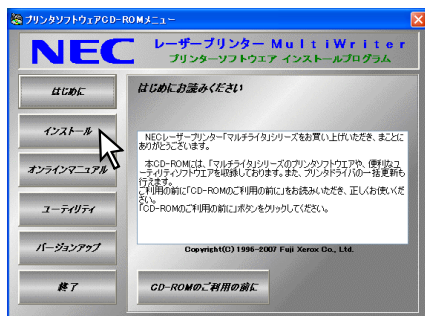 プリンタソフトウェアCD-ROMメニュー
NEC
レーザープリンター MultiWriter
プリンターソフトウエア インストールプログラム
はじめに
インストール
オンラインマニュアル
ユーティリティ
バージョンアップ
終了
はじめにお読みください
NECレーザープリンター「マルチライタ」シリーズをお買い上げいただき、まことに
ありがとうございます。
本CD-ROMには、「マルチライタ」シリーズのプリンタソフトウエアや、便利なユ
ーティリティソフトウエアを収録しております。また、プリンタドライバの一括更新も
行えます。
ご利用の前に「CD-ROMのご利用の前に」をお読みいただき、正しくお使いくだ
さい。
「CD-ROMのご利用の前に」ボタンをクリックしてください。
Copyright(C) 1996-2007 Fuji Xerox Co., Ltd.
CD-ROMのご利用の前に